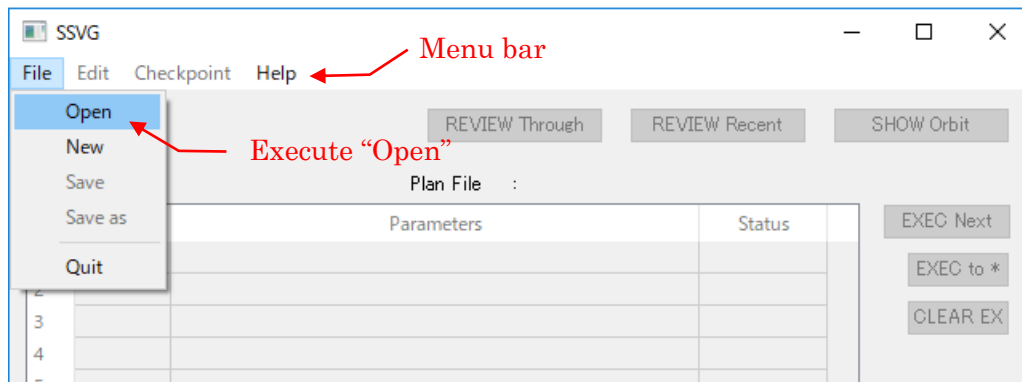 SSVG
Menu bar
File Edit Checkpoint Help
Open
REVIEW Through REVIEW Recent SHOW Orbit
New
Execute “Open”
Save
Plan File :
Save as
Parameters Status EXEC Next
Quit
EXEC to *
2
3
CLEAR EX
4